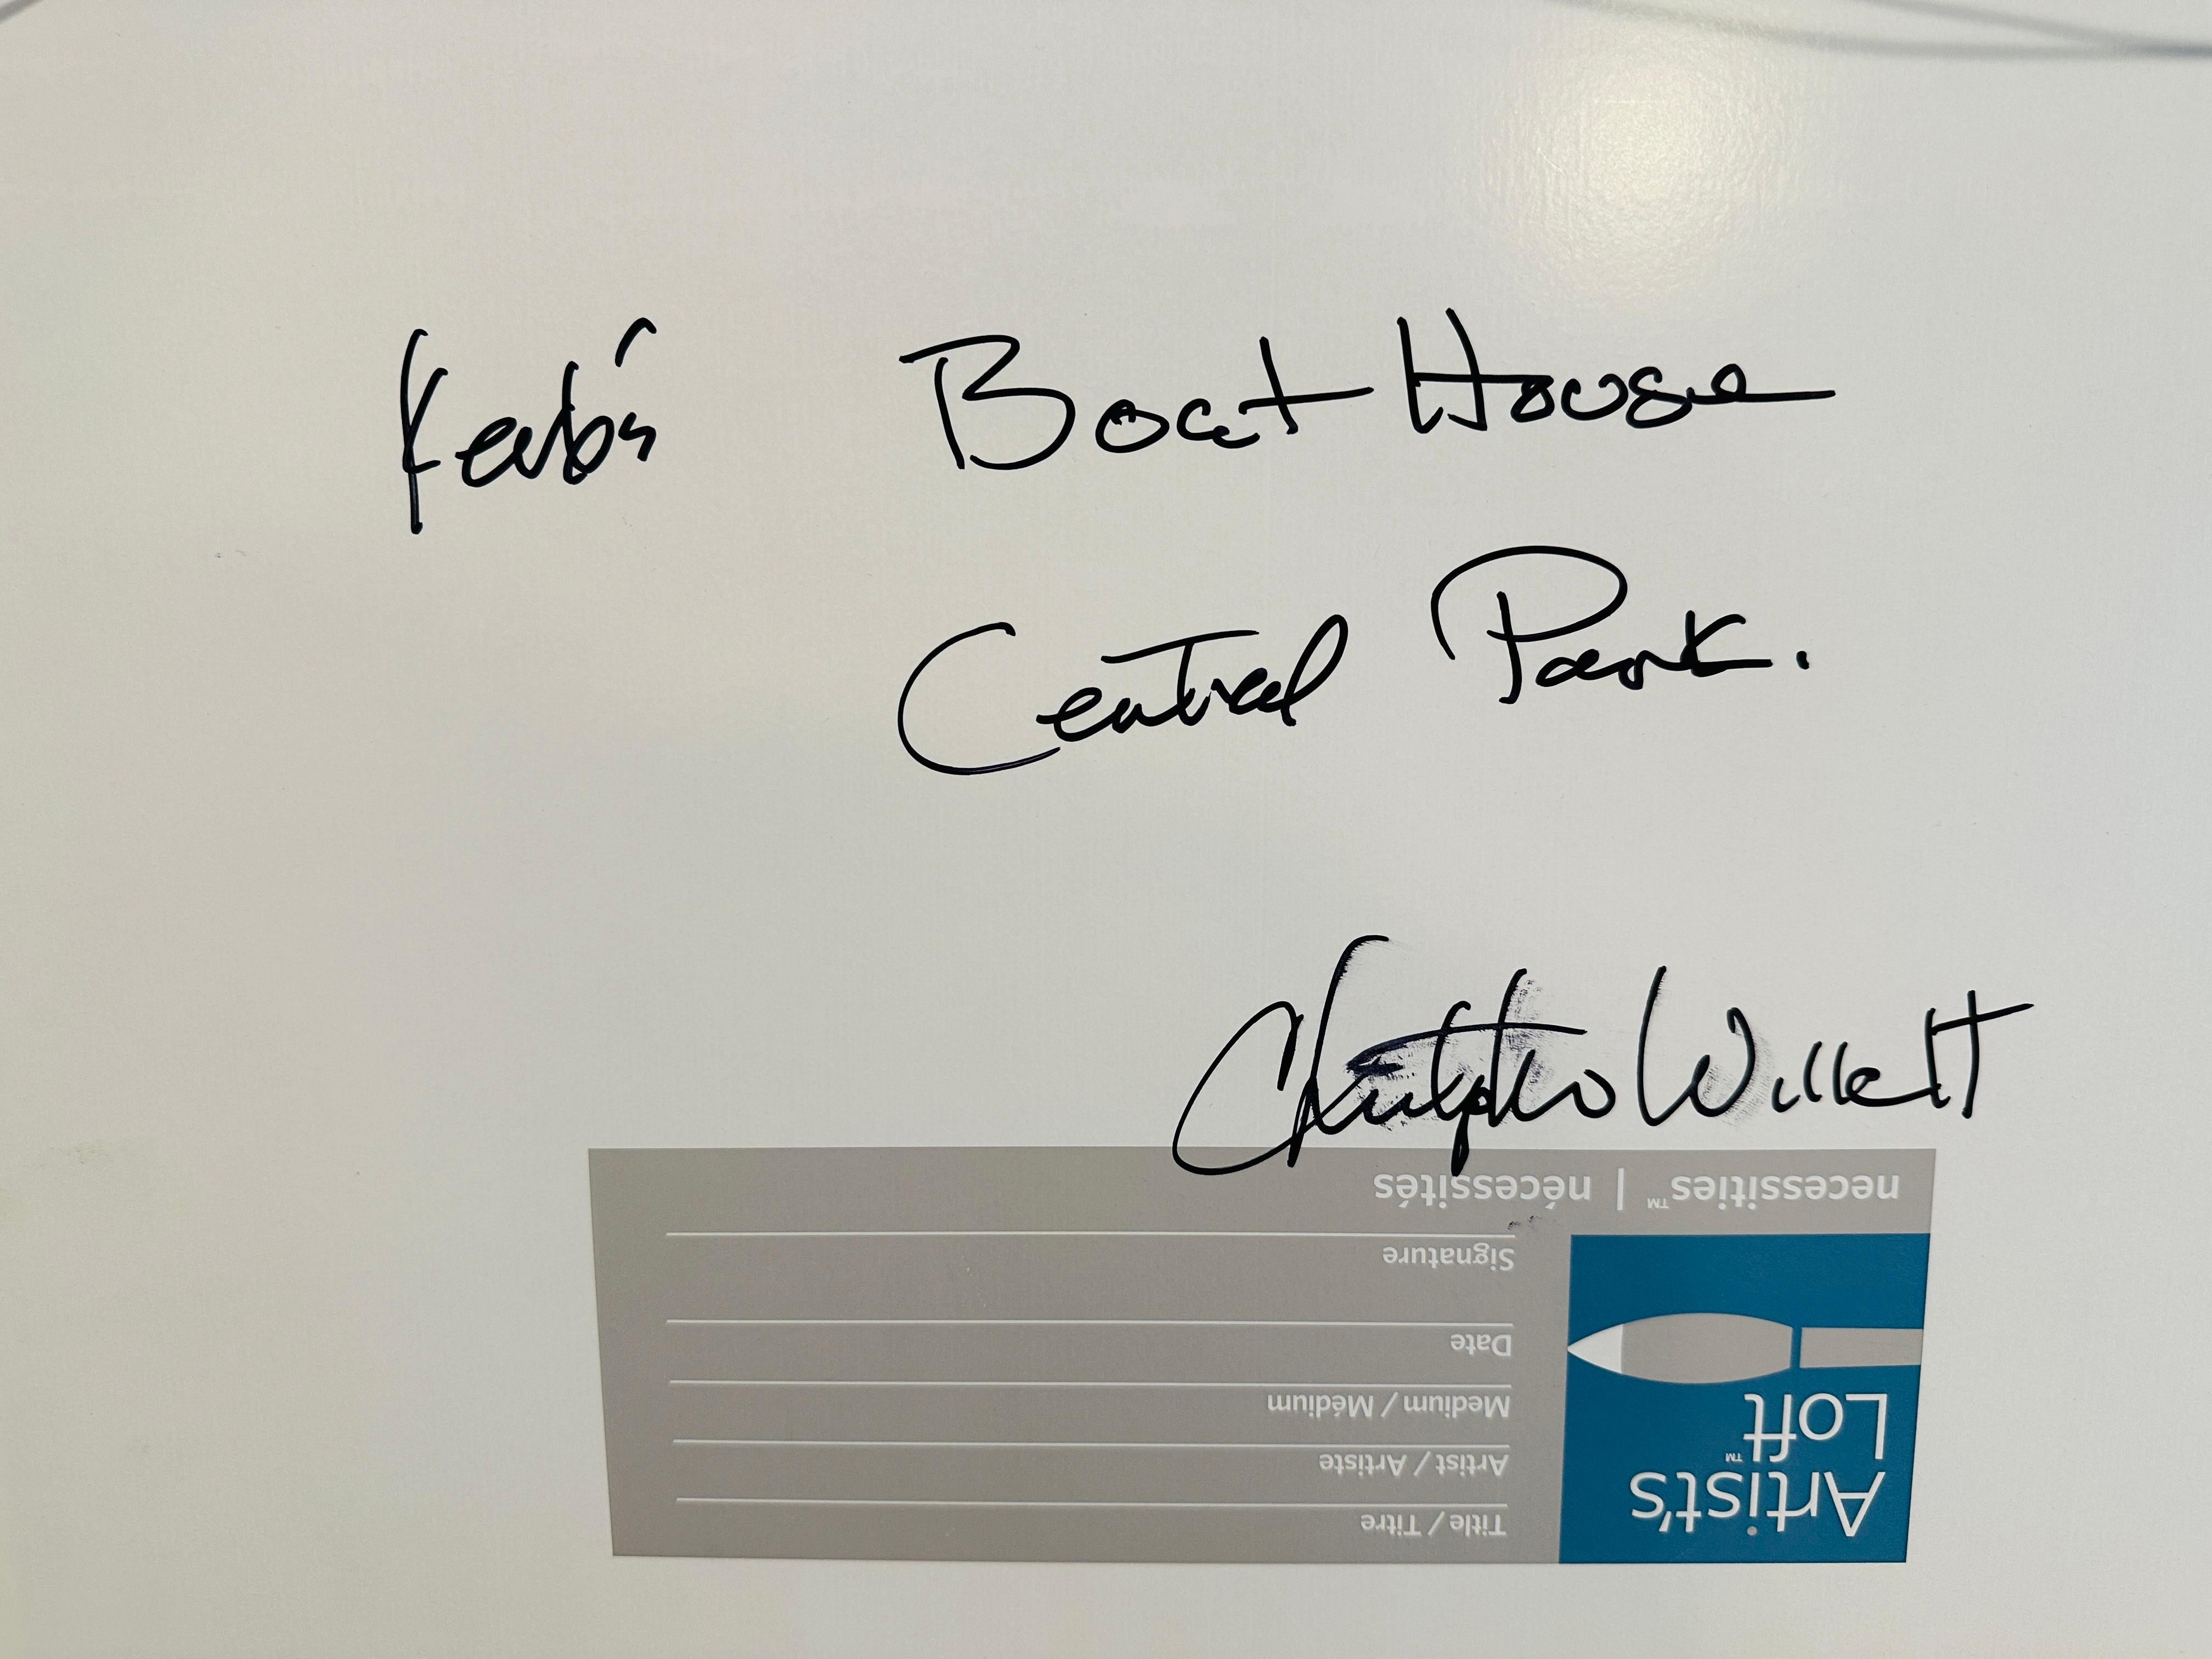 Kerb's Boat House
Central Park.
Christopher Willett
necessities™ | nécessités
Signature
Date
Medium / Médium
Artist / Artiste
Title / Titre
Artist's
Loft™